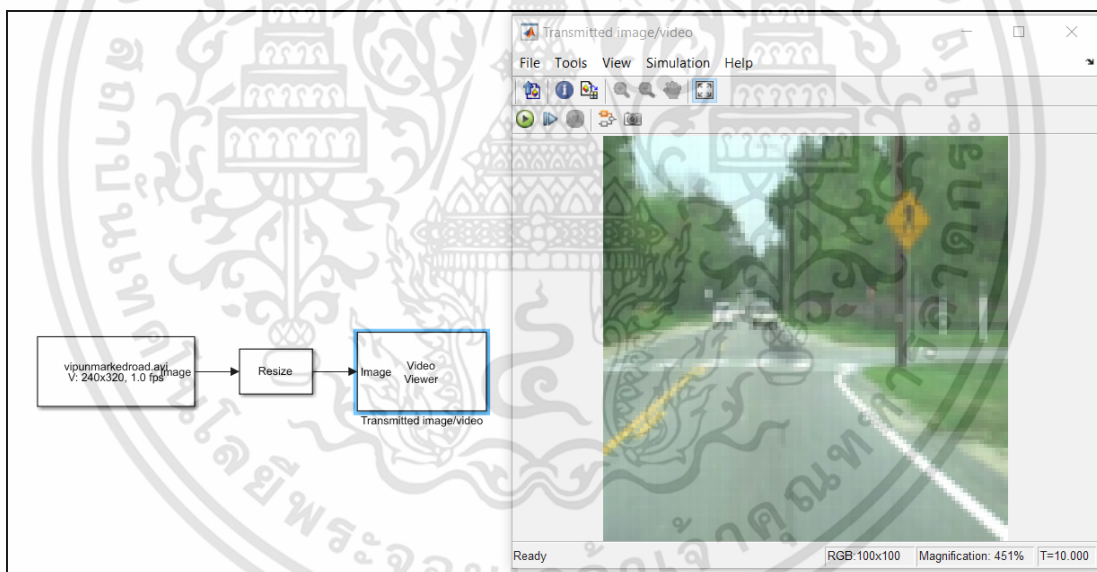 Transmitted image/video
File Tools View Simulation Help
vipunmarkedroad.avi
V: 240x320, 1.0 fps
Image
Resize
Image
Video
Viewer
Transmitted image/video
Ready
RGB:100x100
Magnification: 451%
T=10.000